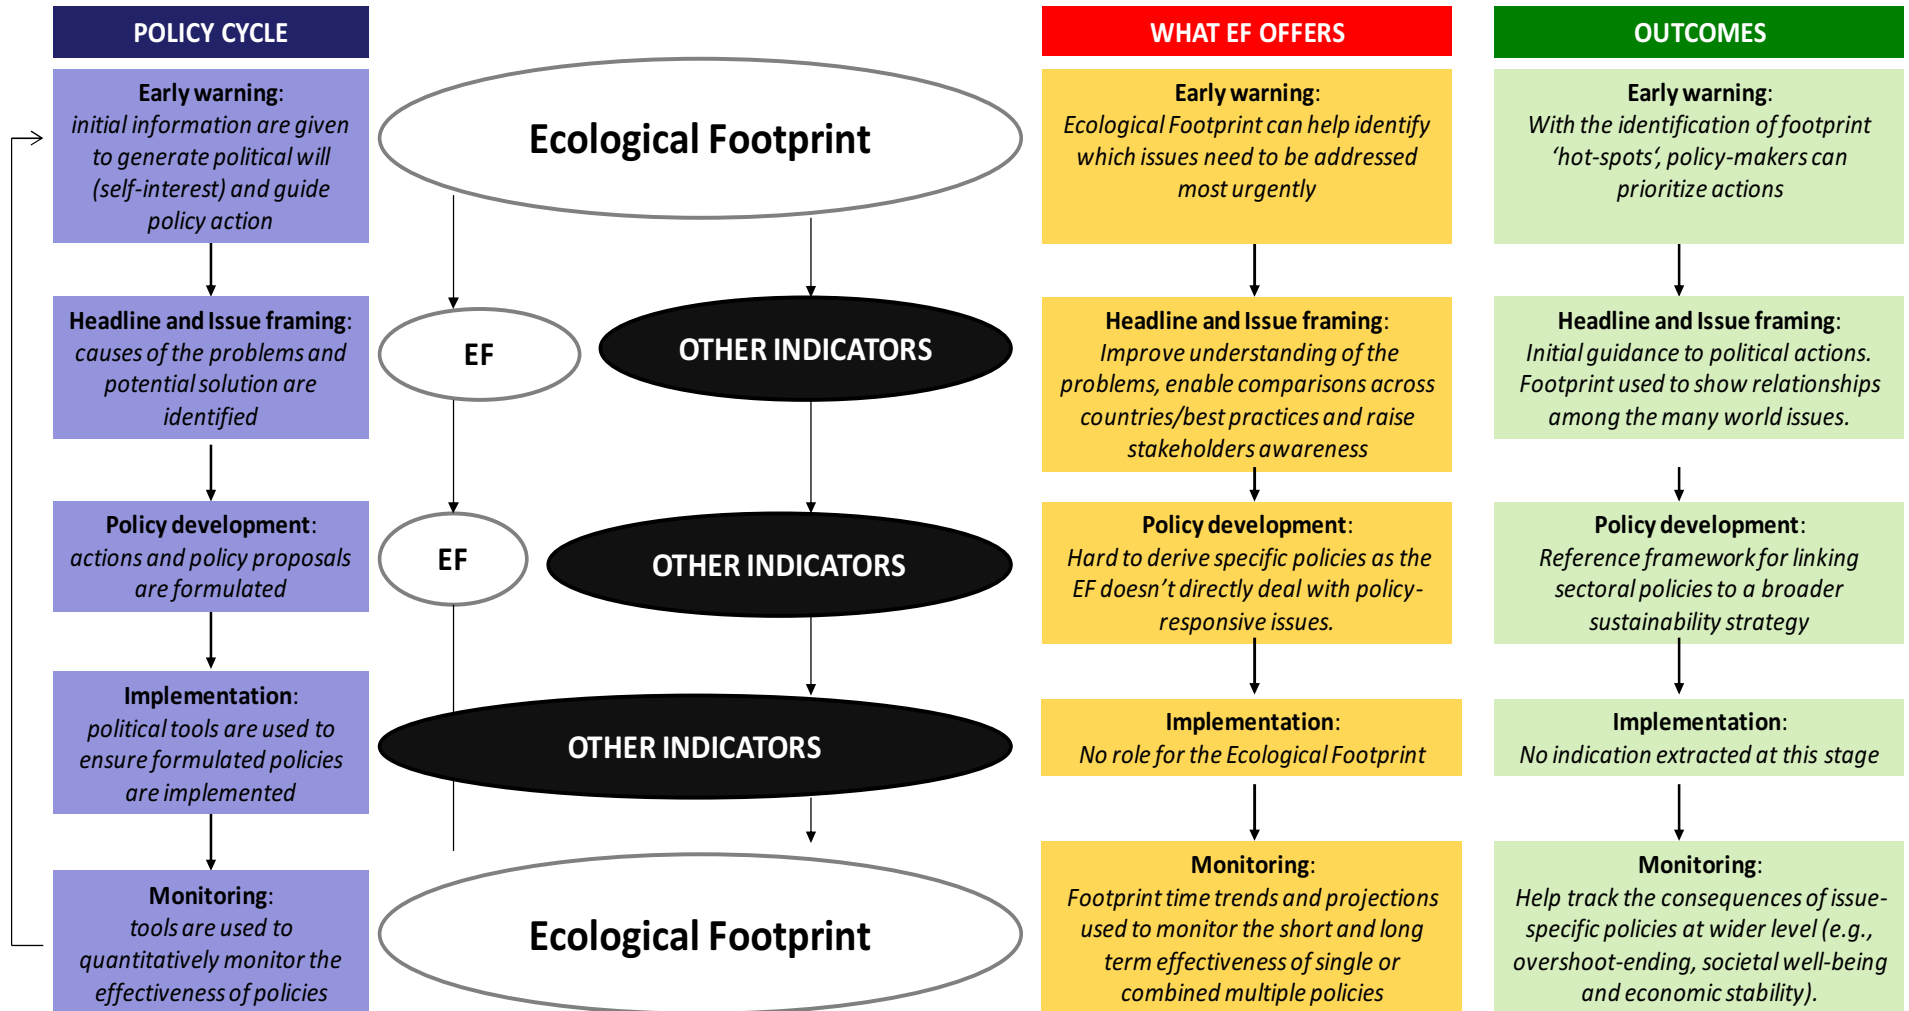 POLICY CYCLE
Early warning:
initial information are given
to generate political will
(self-interest) and guide
policy action
Headline and Issue framing:
causes of the problems and
potential solution are
identified
Policy development:
actions and policy proposals
are formulated
Implementation:
political tools are used to
ensure formulated policies
are implemented
Monitoring:
tools are used to
quantitatively monitor the
effectiveness of policies
Ecological Footprint
EF
OTHER INDICATORS
EF
OTHER INDICATORS
OTHER INDICATORS
Ecological Footprint
WHAT EF OFFERS
Early warning:
Ecological Footprint can help identify
which issues need to be addressed
most urgently
Headline and Issue framing:
Improve understanding of the
problems, enable comparisons across
countries/best practices and raise
stakeholders awareness
Policy development:
Hard to derive specific policies as the
EF doesn’t directly deal with policy-
responsive issues.
Implementation:
No role for the Ecological Footprint
Monitoring:
Footprint time trends and projections
used to monitor the short and long
term effectiveness of single or
combined multiple policies
OUTCOMES
Early warning:
With the identification of footprint
‘hot-spots‘, policy-makers can
prioritize actions
Headline and Issue framing:
Initial guidance to political actions.
Footprint used to show relationships
among the many world issues.
Policy development:
Reference framework for linking
sectoral policies to a broader
sustainability strategy
Implementation:
No indication extracted at this stage
Monitoring:
Help track the consequences of issue-
specific policies at wider level (e.g.,
overshoot-ending, societal well-being
and economic stability).